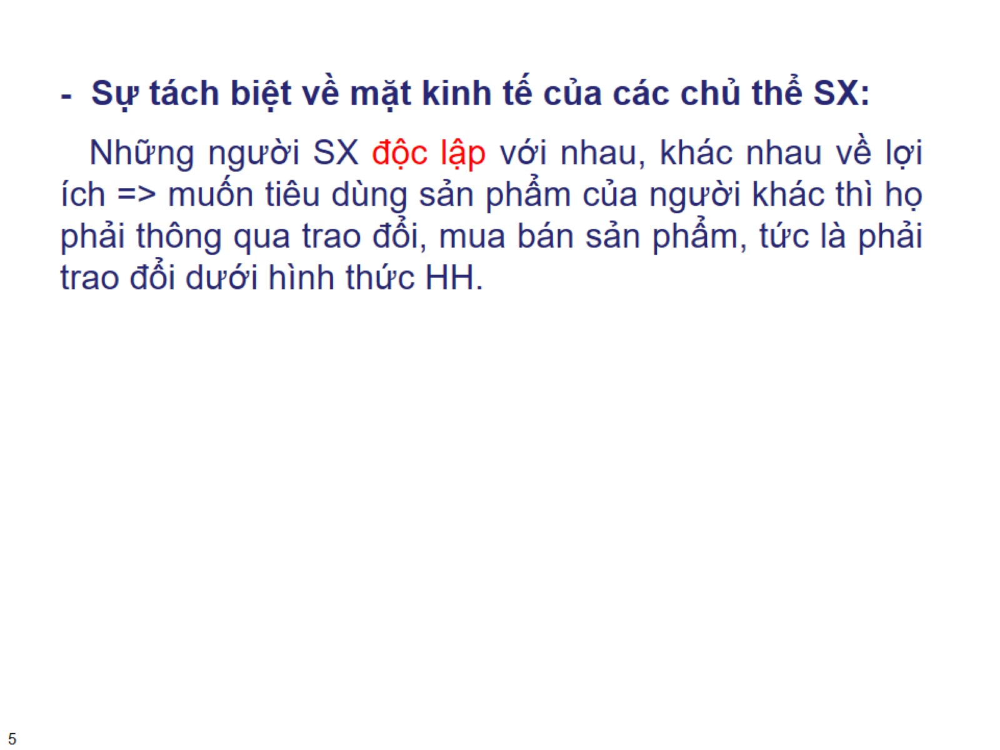 - Sự tách biệt về mặt kinh tế của các chủ thể SX:
Những người SX độc lập với nhau, khác nhau về lợi
ích => muốn tiêu dùng sản phẩm của người khác thì họ
phải thông qua trao đổi, mua bán sản phẩm, tức là phải
trao đổi dưới hình thức HH.
5